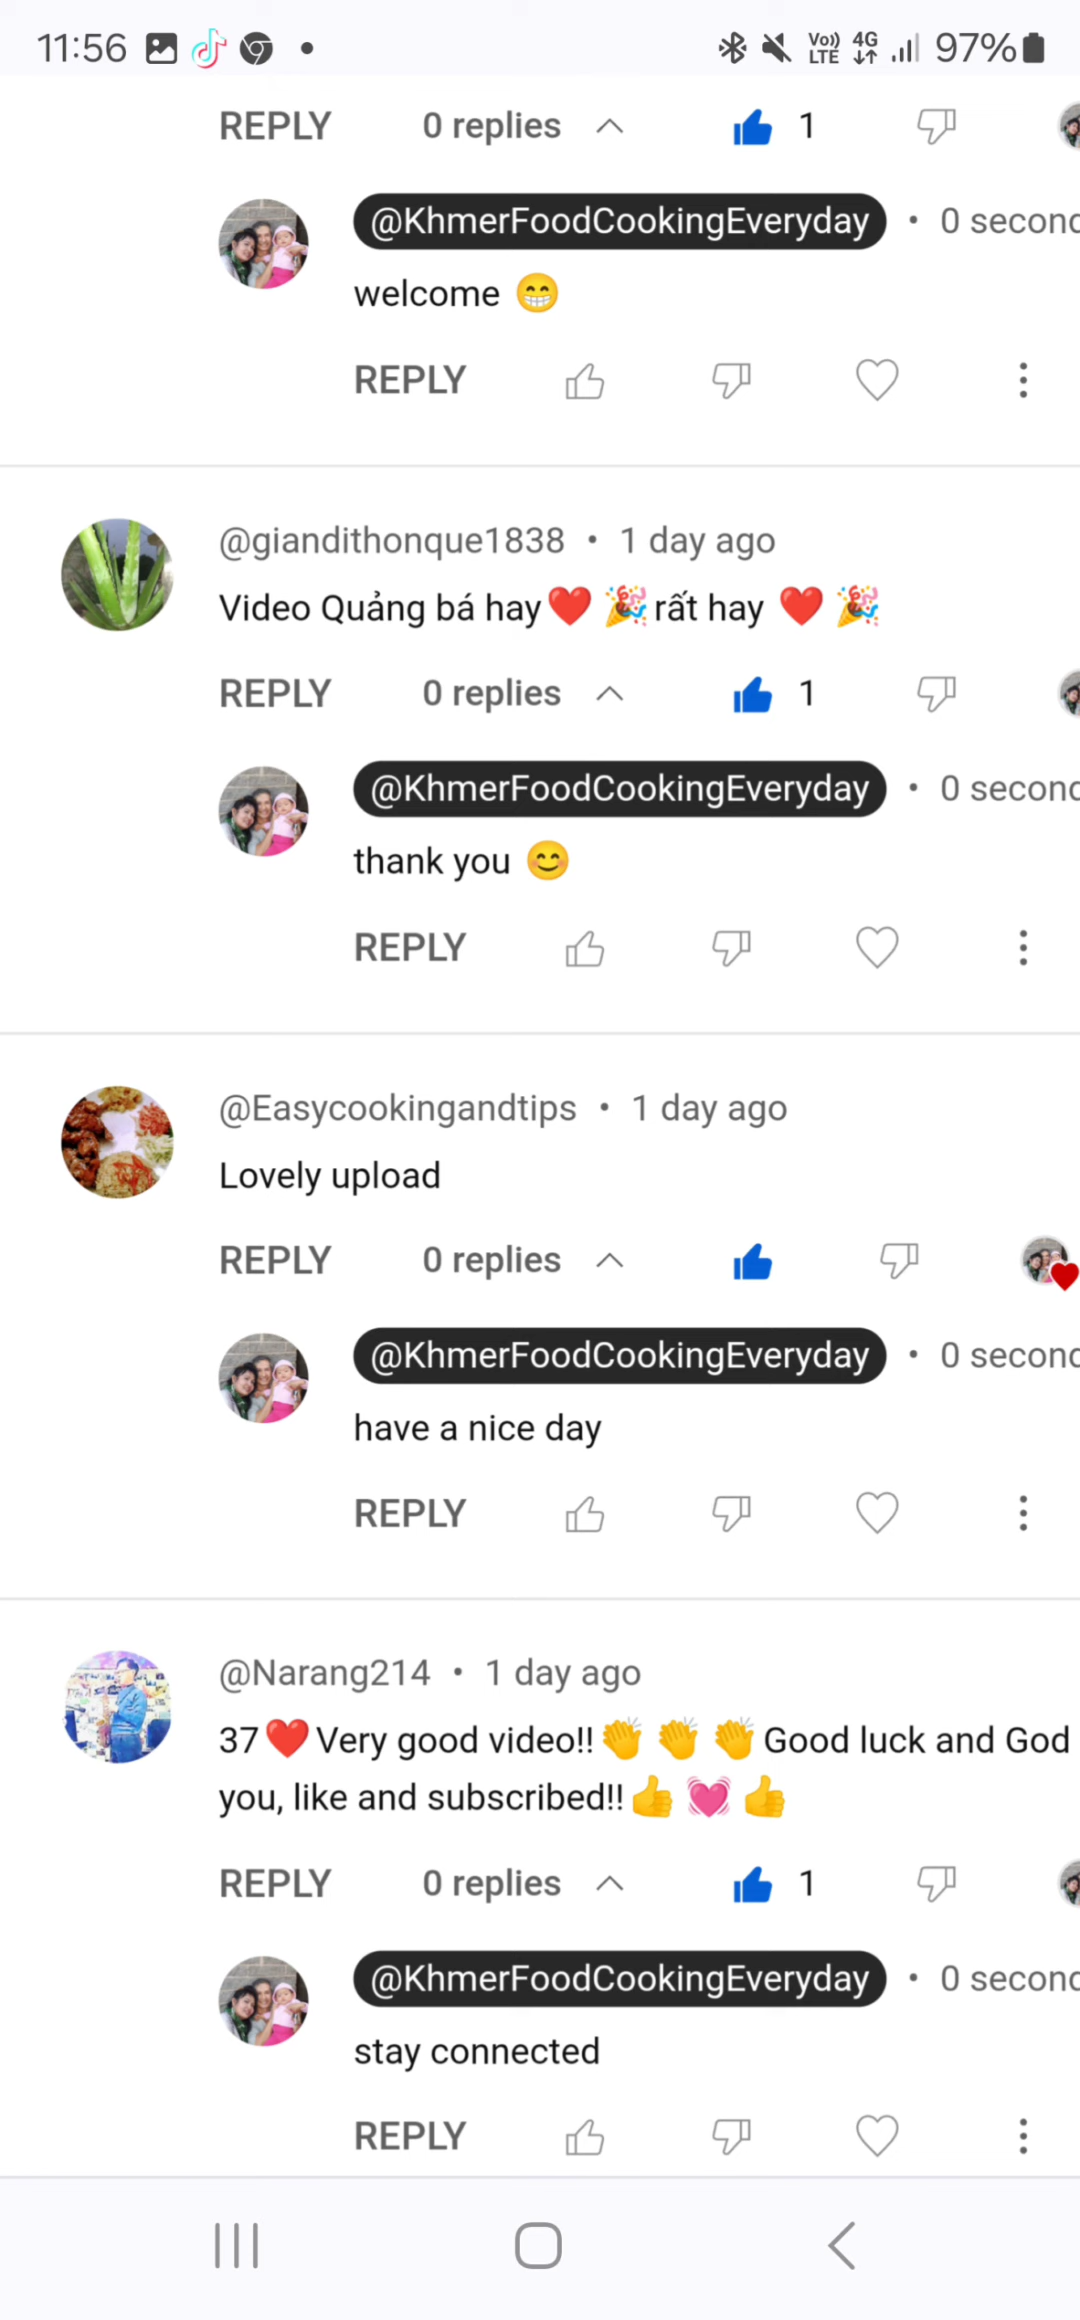 11:56 Vo)) LTE 4G 97%
REPLY 0 replies 1
@KhmerFoodCookingEveryday • 0 second
welcome 😁
REPLY
@giandithonque1838 • 1 day ago
Video Quảng bá hay❤️ 🎉 rất hay ❤️ 🎉
REPLY 0 replies 1
@KhmerFoodCookingEveryday • 0 second
thank you 😊
REPLY
@Easycookingandtips • 1 day ago
Lovely upload
REPLY 0 replies
@KhmerFoodCookingEveryday • 0 second
have a nice day
REPLY
@Narang214 • 1 day ago
37❤️Very good video!!👏 👏 👏 Good luck and God
you, like and subscribed!!👍 💓 👍
REPLY 0 replies 1
@KhmerFoodCookingEveryday • 0 second
stay connected
REPLY